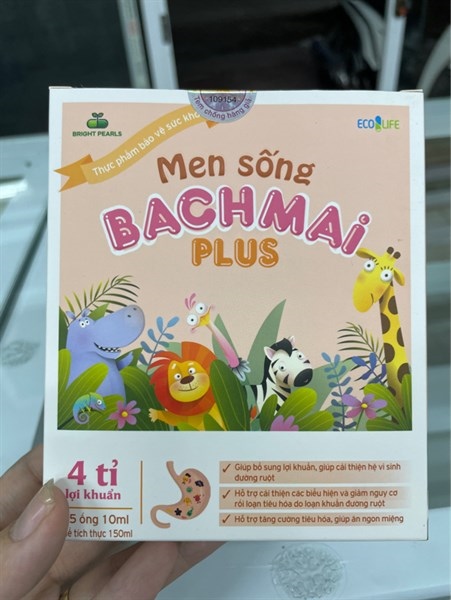 109154
Tem chống hàng giả
BRIGHT PEARLS
ECO LIFE
Thực phẩm bảo vệ sức khỏe
Men sống
BACHMAI
PLUS
4 tỉ
lợi khuẩn
5 ống 10ml
tích thực 150ml
Giúp bổ sung lợi khuẩn, giúp cải thiện hệ vi sinh
đường ruột
Hỗ trợ cải thiện các biểu hiện và giảm nguy cơ
rối loạn tiêu hóa do loạn khuẩn đường ruột
Hỗ trợ tăng cường tiêu hóa, giúp ăn ngon miệng